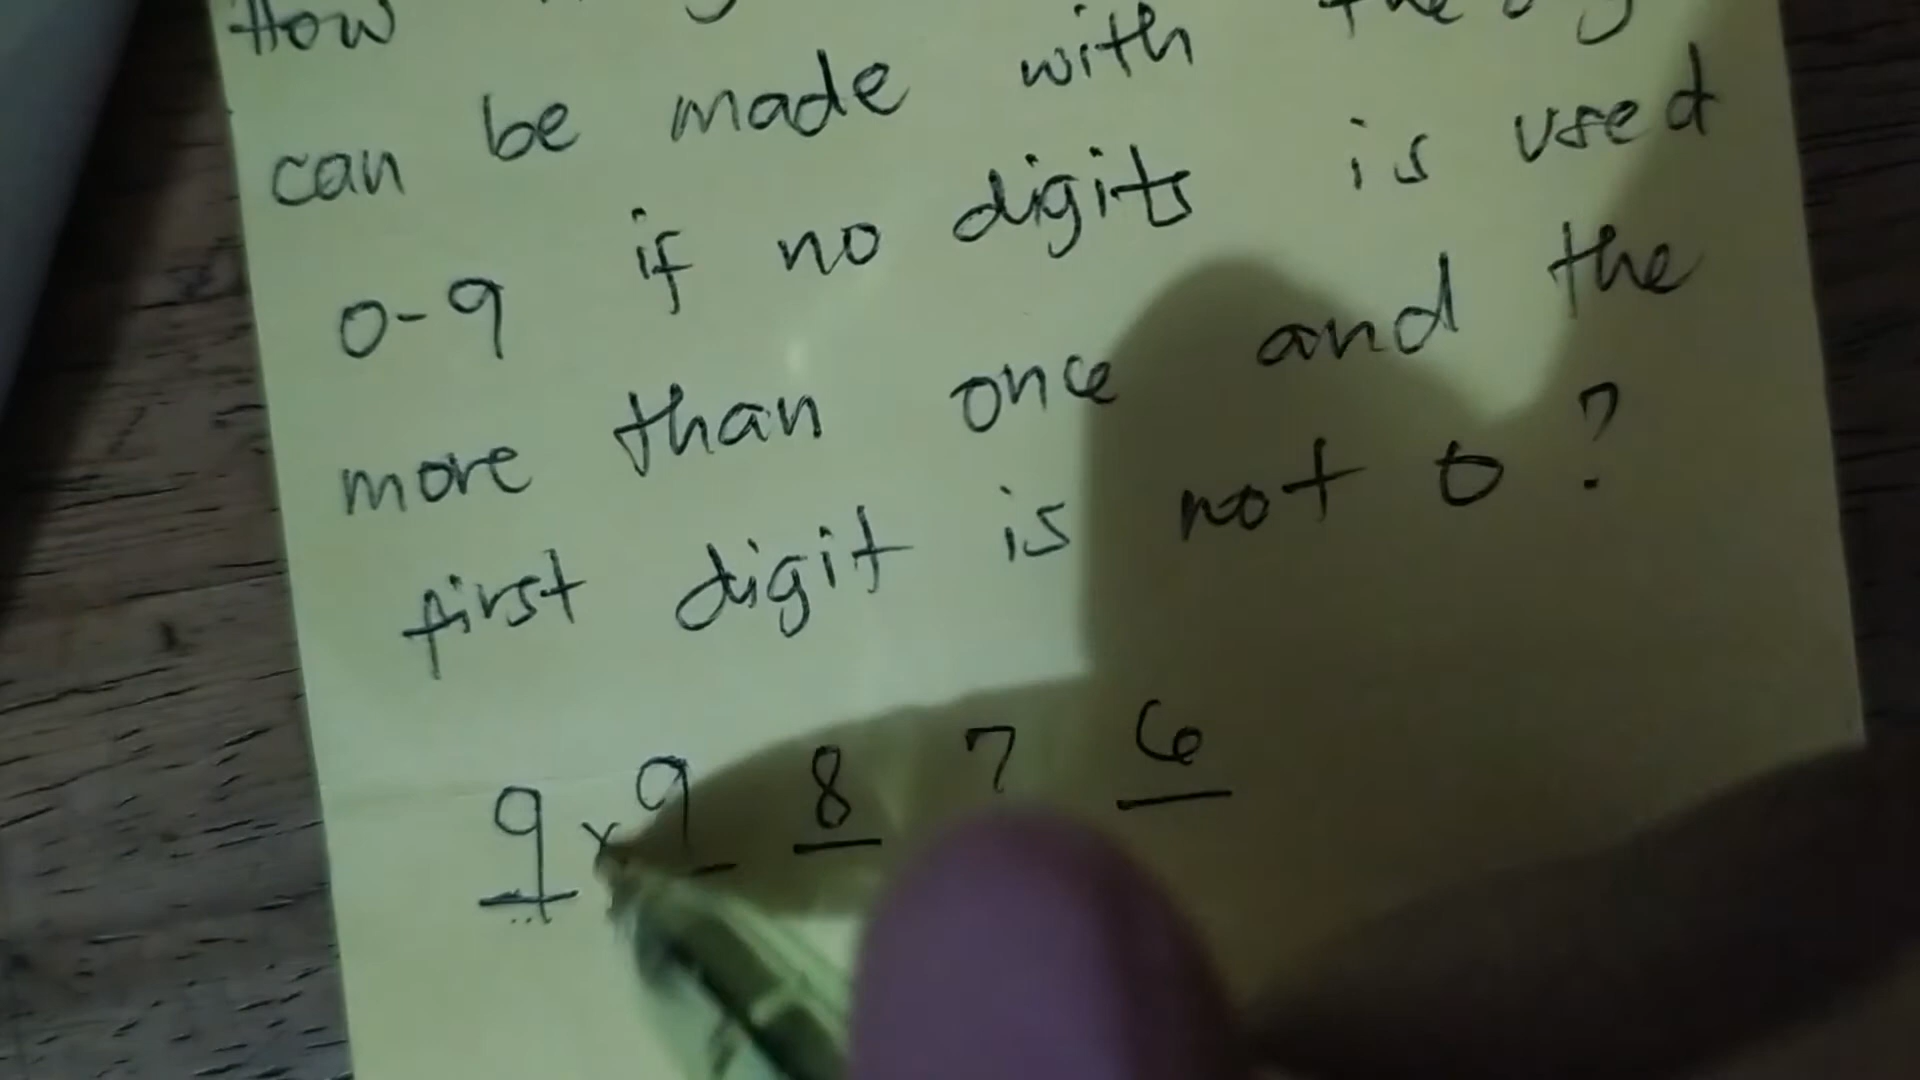 How
can be made with the
0-9 if no digits is used
more than once and the
first digit is not 0?
9 x 9 8 7 6